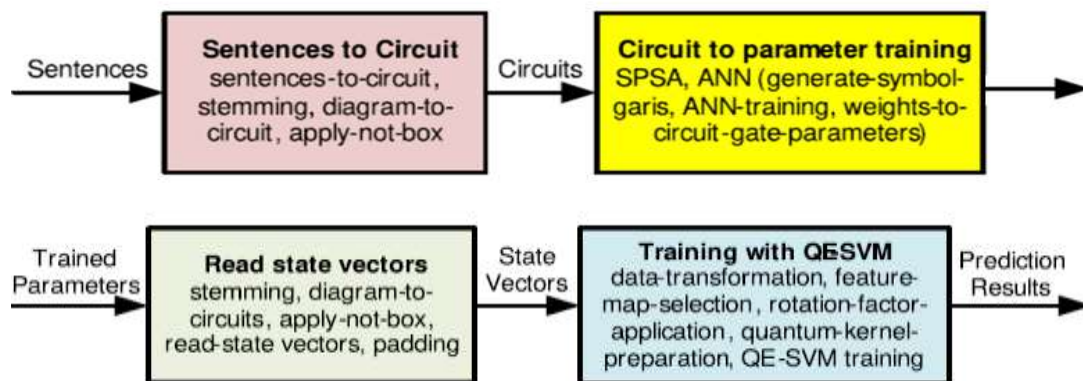 Sentences
Sentences to Circuit
sentences-to-circuit,
stemming, diagram-to-
circuit, apply-not-box
Circuits
Circuit to parameter training
SPSA, ANN (generate-symbol-
garis, ANN-training, weights-to-
circuit-gate-parameters)
Trained
Parameters
Read state vectors
stemming, diagram-to-
circuits, apply-not-box,
read-state vectors, padding
State
Vectors
Training with QESVM
data-transformation, feature-
map-selection, rotation-factor-
application, quantum-kernel-
preparation, QE-SVM training
Prediction
Results